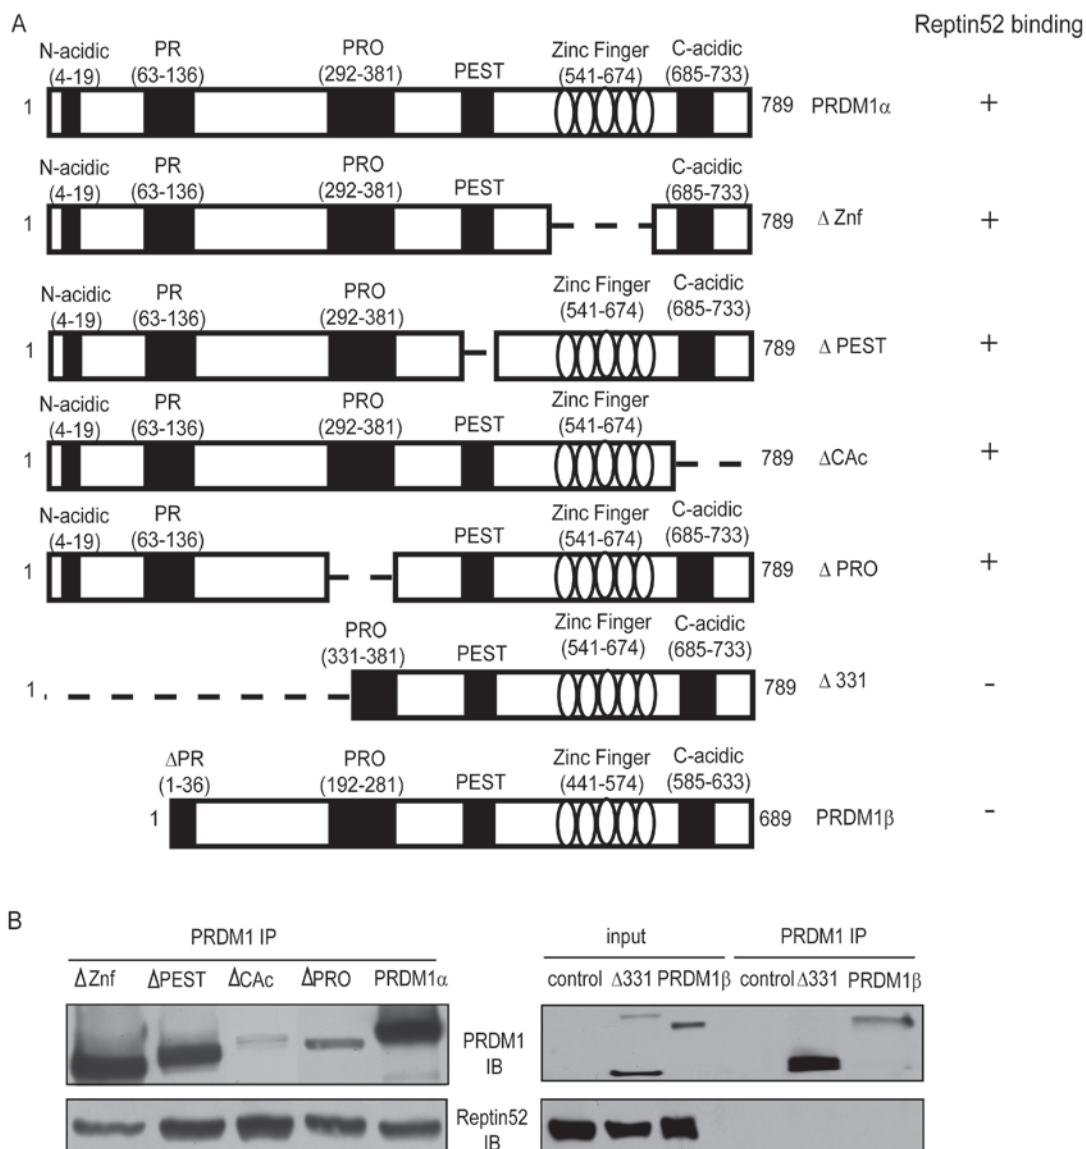 A
Reptin52 binding
N-acidic PR PRO PEST Zinc Finger C-acidic
(4-19) (63-136) (292-381) (541-674) (685-733)
1 789 PRDM1α +
N-acidic PR PRO PEST C-acidic
(4-19) (63-136) (292-381) (685-733)
1 789 Δ Znf +
N-acidic PR PRO Zinc Finger C-acidic
(4-19) (63-136) (292-381) (541-674) (685-733)
1 789 Δ PEST +
N-acidic PR PRO PEST Zinc Finger
(4-19) (63-136) (292-381) (541-674)
1 789 ΔCAc +
N-acidic PR PEST Zinc Finger C-acidic
(4-19) (63-136) (541-674) (685-733)
1 789 Δ PRO +
PRO PEST Zinc Finger C-acidic
(331-381) (541-674) (685-733)
1 789 Δ 331 -
ΔPR PRO PEST Zinc Finger C-acidic
(1-36) (192-281) (441-574) (585-633)
1 689 PRDM1β -
B
PRDM1 IP input PRDM1 IP
Δ Znf ΔPEST ΔCAc ΔPRO PRDM1α control Δ331 PRDM1β control Δ331 PRDM1β
PRDM1
IB
Reptin52
IB